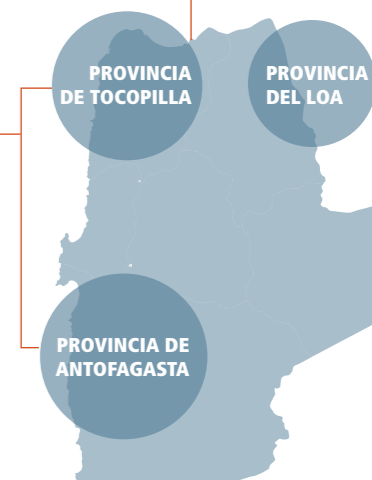 PROVINCIA
DE TOCOPILLA
PROVINCIA
DEL LOA
PROVINCIA DE
ANTOFAGASTA